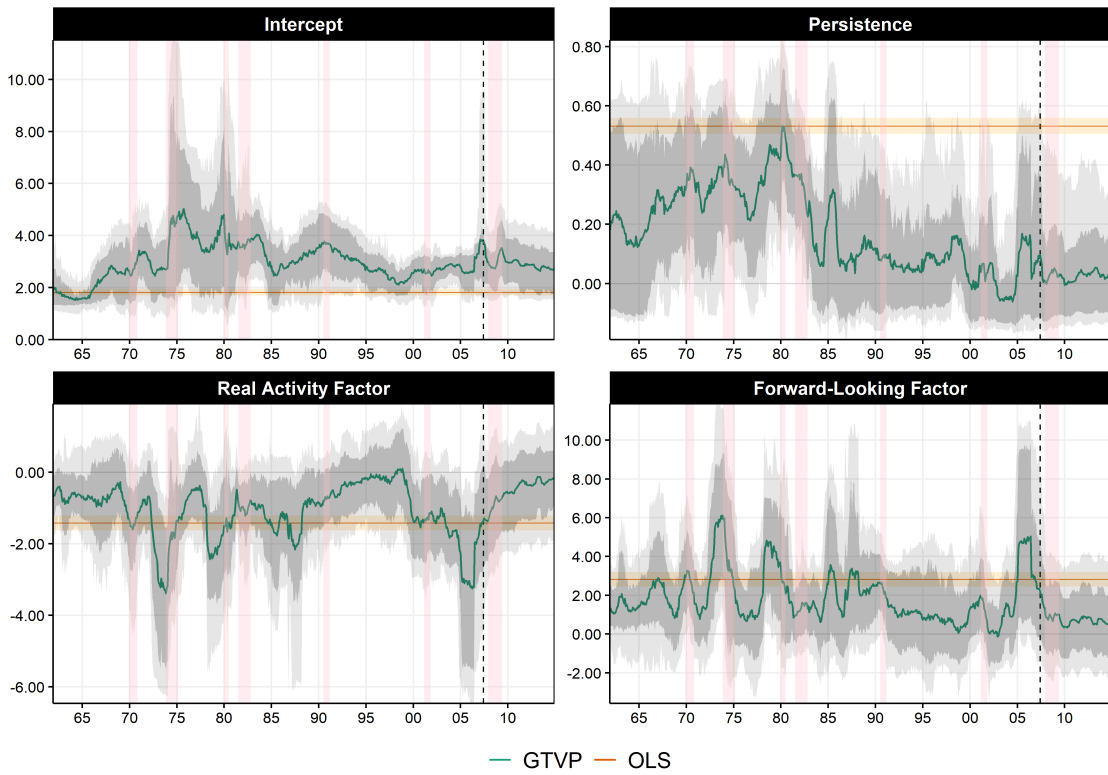 Intercept
10.00
8.00
6.00
4.00
2.00
0.00
65 70 75 80 85 90 95 00 05 10
Persistence
0.80
0.60
0.40
0.20
0.00
65 70 75 80 85 90 95 00 05 10
Real Activity Factor
0.00
-2.00
-4.00
-6.00
65 70 75 80 85 90 95 00 05 10
Forward-Looking Factor
10.00
8.00
6.00
4.00
2.00
0.00
-2.00
65 70 75 80 85 90 95 00 05 10
GTVP OLS